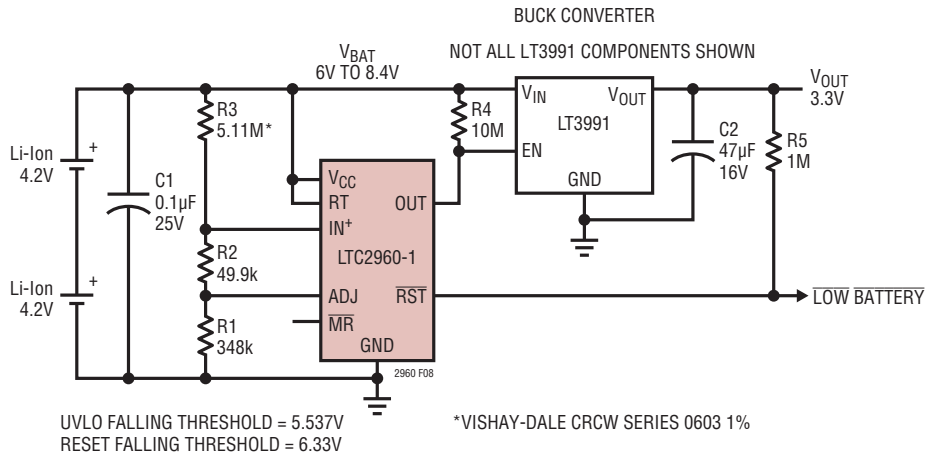 BUCK CONVERTER
NOT ALL LT3991 COMPONENTS SHOWN
VBAT
6V TO 8.4V
R3
5.11M*
R4
10M
VIN
VOUT
LT3991
EN
GND
VOUT
3.3V
C2
47µF
16V
R5
1M
Li-Ion
4.2V
+
C1
0.1µF
25V
VCC
RT
OUT
IN+
LTC2960-1
R2
49.9k
Li-Ion
4.2V
+
ADJ
RST
LOW BATTERY
R1
348k
MR
GND
2960 F08
UVLO FALLING THRESHOLD = 5.537V
RESET FALLING THRESHOLD = 6.33V
*VISHAY-DALE CRCW SERIES 0603 1%